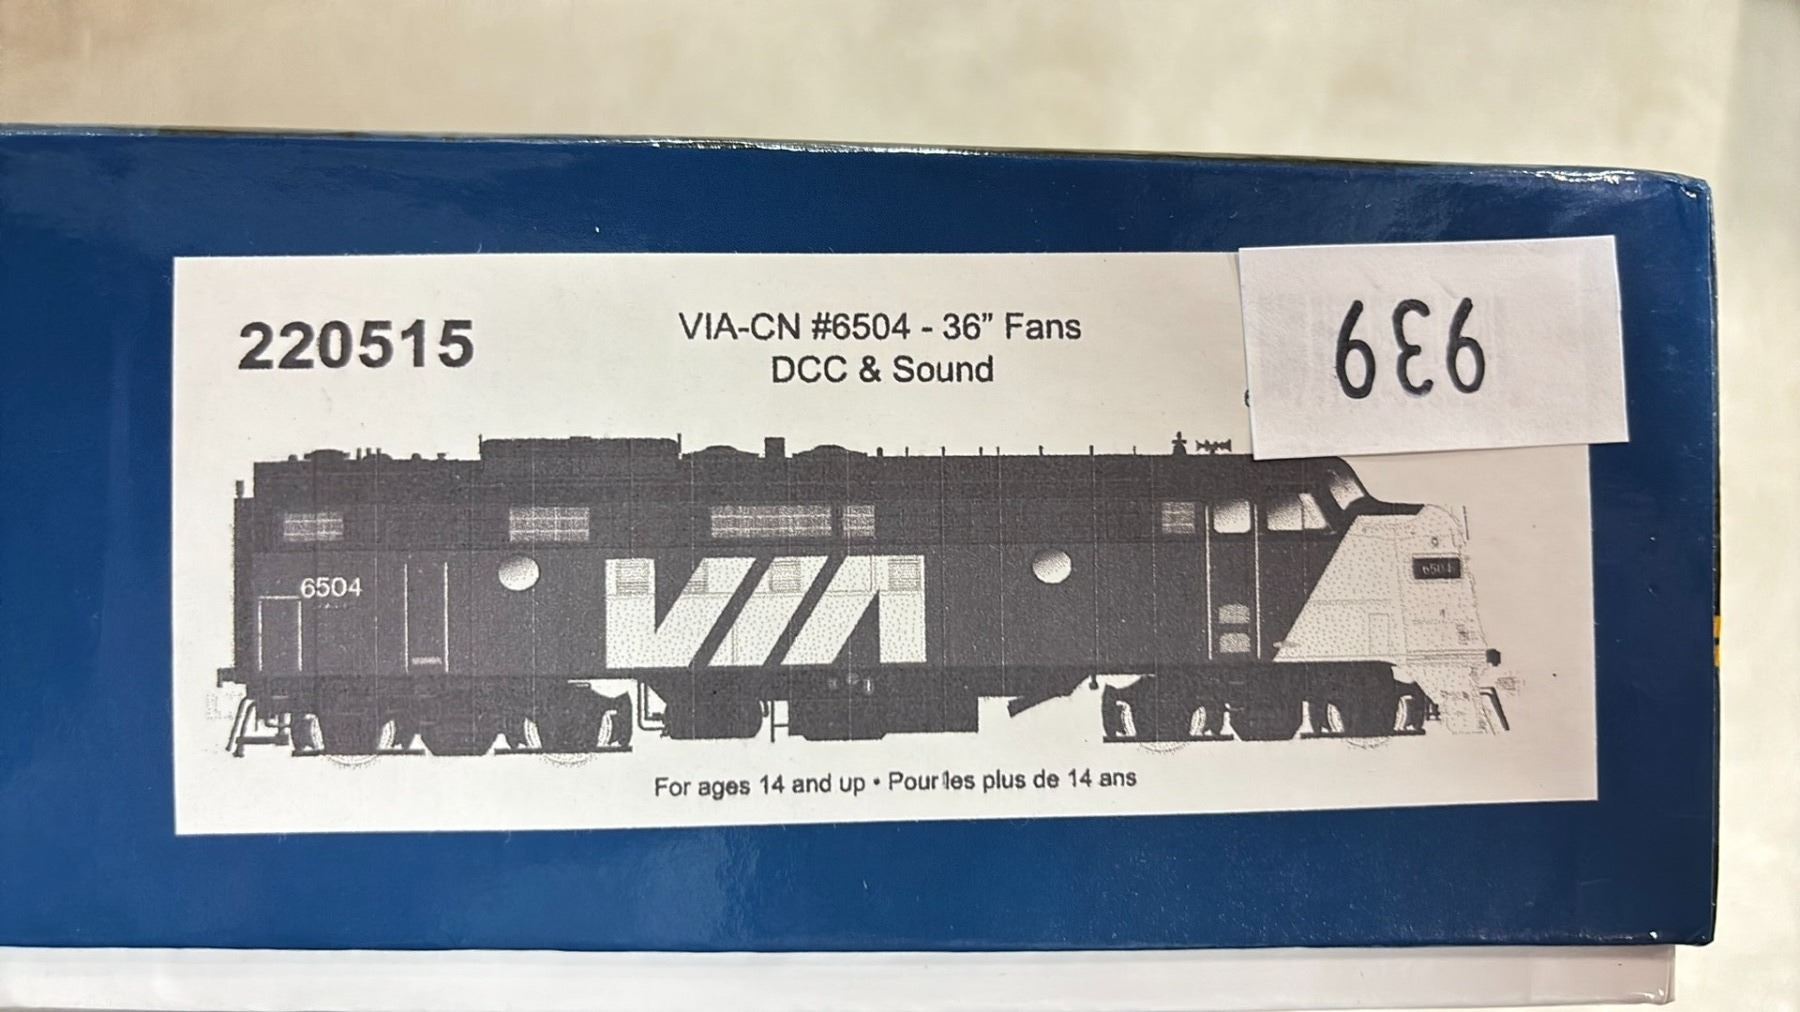 220515
VIA-CN #6504 - 36” Fans
DCC & Sound
939
6504
VIA
6504
For ages 14 and up • Pour les plus de 14 ans